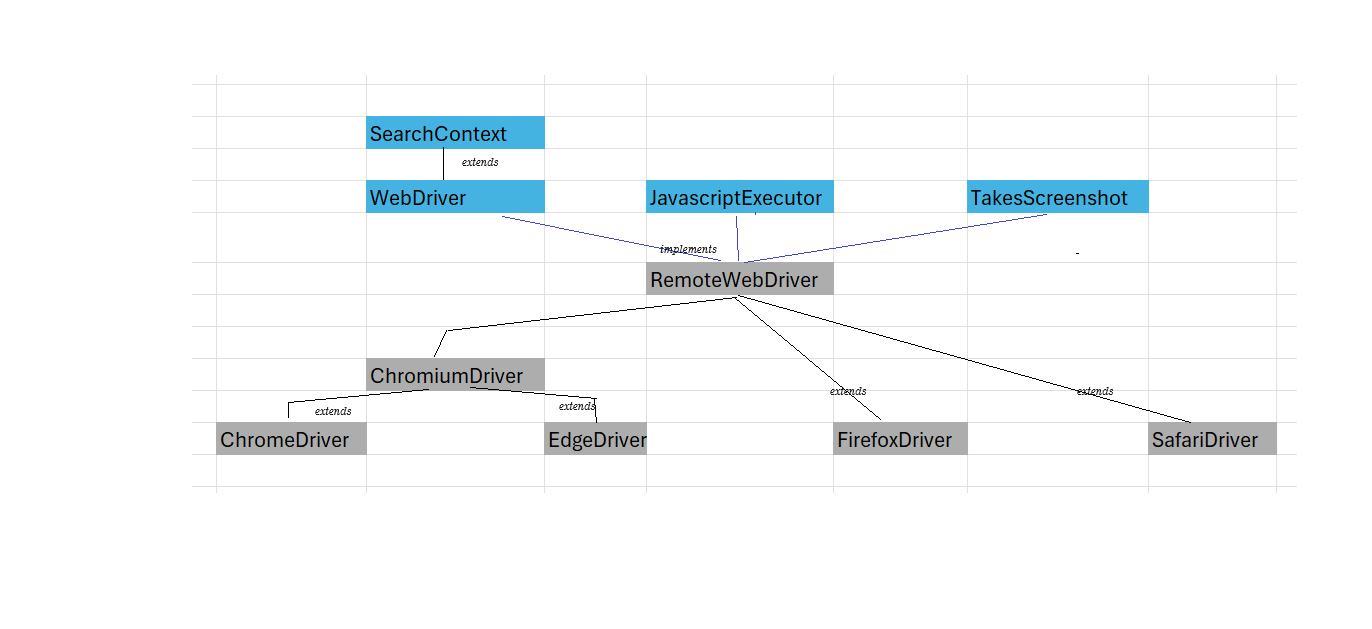 SearchContext
extends
WebDriver
JavascriptExecutor
TakesScreenshot
implements
RemoteWebDriver
ChromiumDriver
extends
extends
extends
extends
ChromeDriver
EdgeDriver
FirefoxDriver
SafariDriver